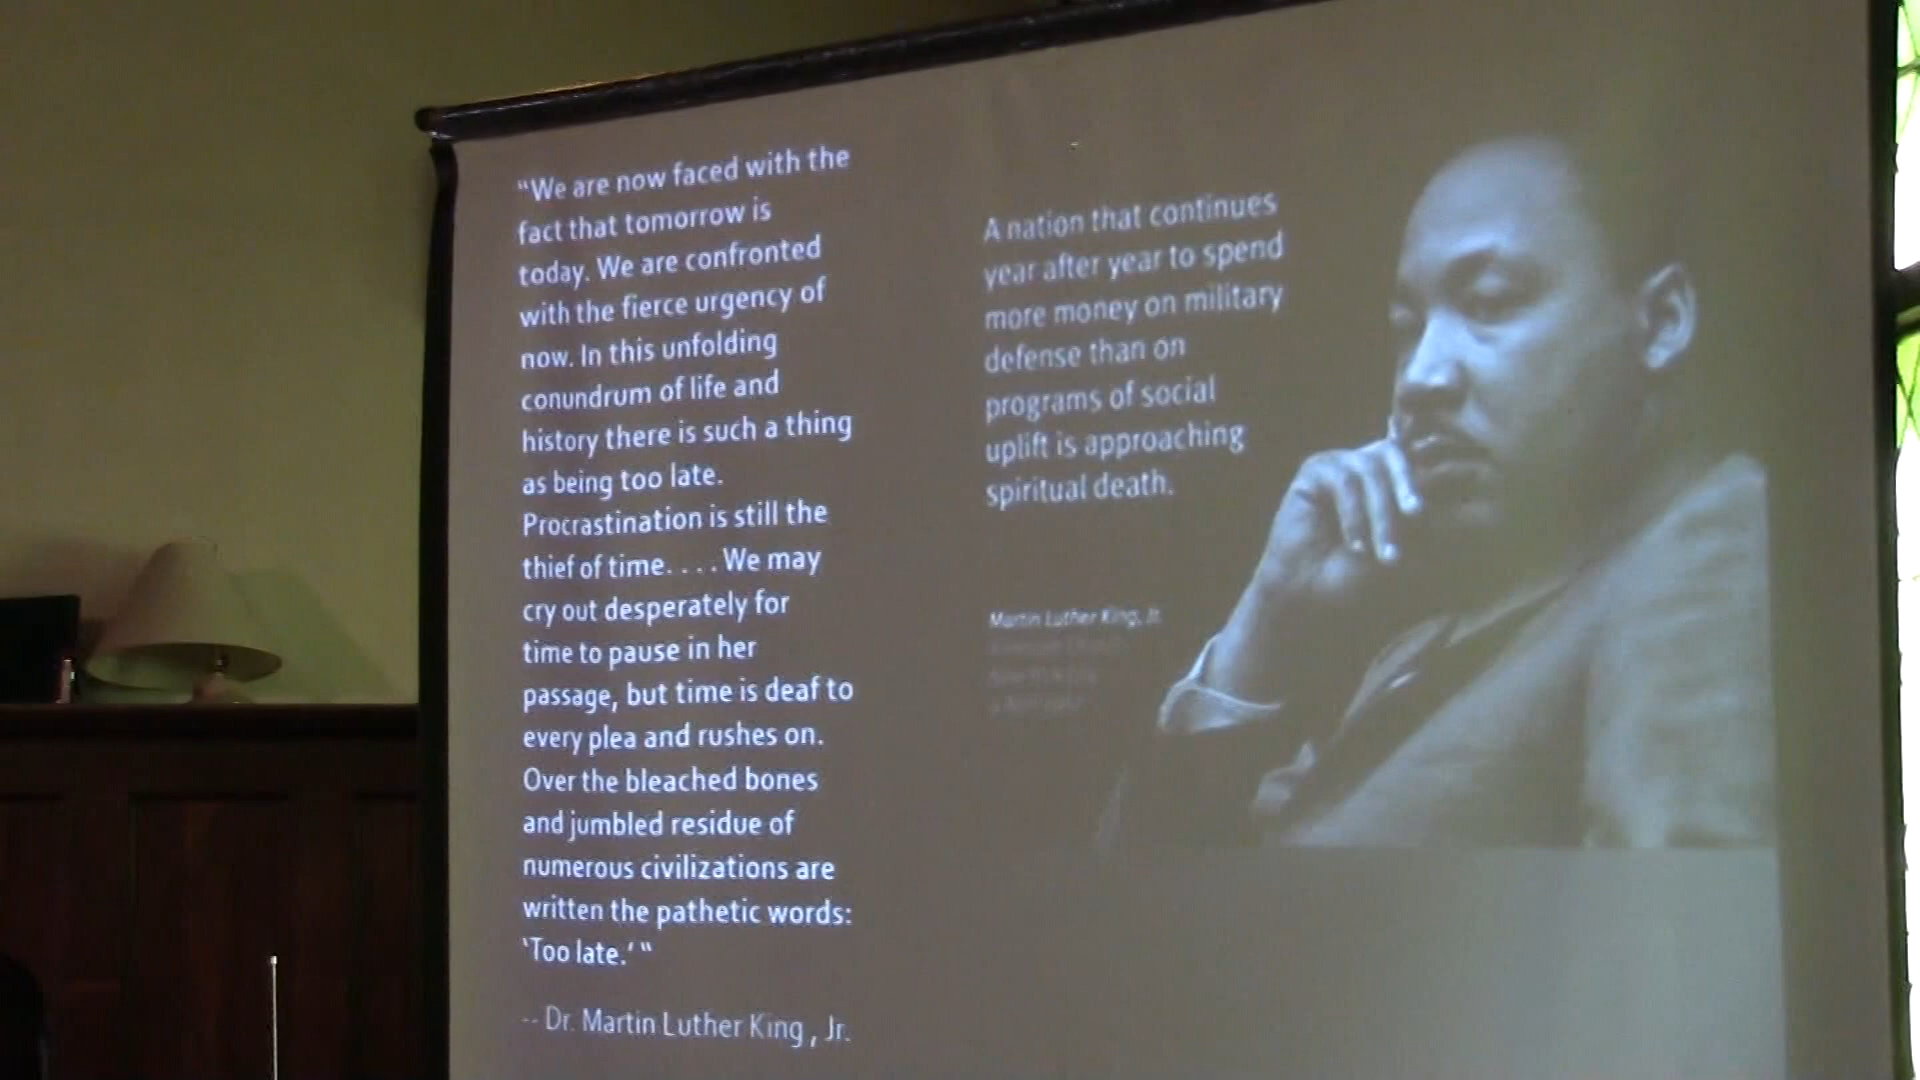 “We are now faced with the
fact that tomorrow is
today. We are confronted
with the fierce urgency of
now. In this unfolding
conundrum of life and
history there is such a thing
as being too late.
Procrastination is still the
thief of time. . . . We may
cry out desperately for
time to pause in her
passage, but time is deaf to
every plea and rushes on.
Over the bleached bones
and jumbled residue of
numerous civilizations are
written the pathetic words:
‘Too late.’ “
-- Dr. Martin Luther King , Jr.
A nation that continues
year after year to spend
more money on military
defense than on
programs of social
uplift is approaching
spiritual death.
Martin Luther King, Jr.